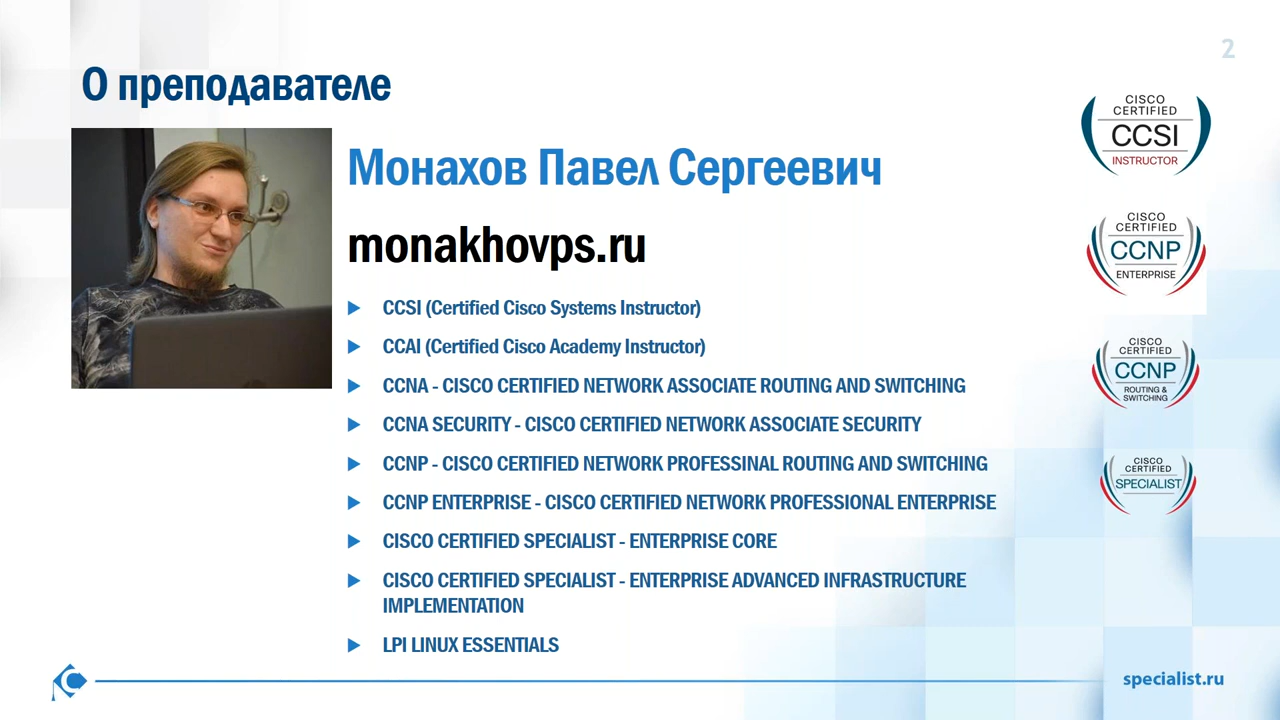 2
О преподавателе
Монахов Павел Сергеевич
monakhovps.ru
CCSI (Certified Cisco Systems Instructor)
CCAI (Certified Cisco Academy Instructor)
CCNA - CISCO CERTIFIED NETWORK ASSOCIATE ROUTING AND SWITCHING
CCNA SECURITY - CISCO CERTIFIED NETWORK ASSOCIATE SECURITY
CCNP - CISCO CERTIFIED NETWORK PROFESSINAL ROUTING AND SWITCHING
CCNP ENTERPRISE - CISCO CERTIFIED NETWORK PROFESSIONAL ENTERPRISE
CISCO CERTIFIED SPECIALIST - ENTERPRISE CORE
CISCO CERTIFIED SPECIALIST - ENTERPRISE ADVANCED INFRASTRUCTURE
IMPLEMENTATION
LPI LINUX ESSENTIALS
CISCO
CERTIFIED
CCSI
INSTRUCTOR
CISCO
CERTIFIED
CCNP
ENTERPRISE
CISCO
CERTIFIED
CCNP
ROUTING &
SWITCHING
CISCO
CERTIFIED
SPECIALIST
specialist.ru